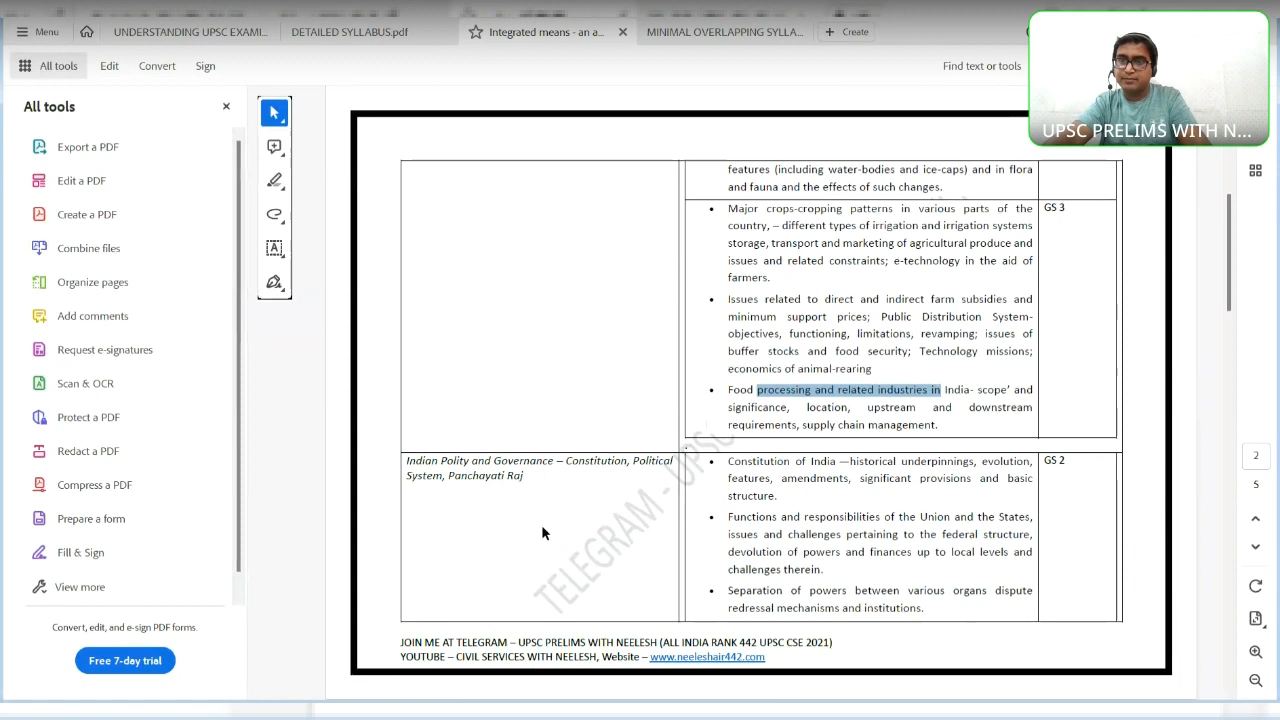 Menu
UNDERSTANDING UPSC EXAMI...
DETAILED SYLLABUS.pdf
Integrated means - an a...
MINIMAL OVERLAPPING SYLLA...
Create
All tools
Edit
Convert
Sign
Find text or tools
UPSC PRELIMS WITH N...
All tools
Export a PDF
Edit a PDF
Create a PDF
Combine files
Organize pages
Add comments
Request e-signatures
Scan & OCR
Protect a PDF
Redact a PDF
Compress a PDF
Prepare a form
Fill & Sign
View more
Convert, edit, and e-sign PDF forms.
Free 7-day trial
features (including water-bodies and ice-caps) and in flora
and fauna and the effects of such changes.
• Major crops-cropping patterns in various parts of the
country, – different types of irrigation and irrigation systems
storage, transport and marketing of agricultural produce and
issues and related constraints; e-technology in the aid of
farmers.
GS 3
• Issues related to direct and indirect farm subsidies and
minimum support prices; Public Distribution System-
objectives, functioning, limitations, revamping; issues of
buffer stocks and food security; Technology missions;
economics of animal-rearing
• Food processing and related industries in India- scope’ and
significance, location, upstream and downstream
requirements, supply chain management.
Indian Polity and Governance – Constitution, Political
System, Panchayati Raj
• Constitution of India —historical underpinnings, evolution,
features, amendments, significant provisions and basic
structure.
GS 2
• Functions and responsibilities of the Union and the States,
issues and challenges pertaining to the federal structure,
devolution of powers and finances up to local levels and
challenges therein.
• Separation of powers between various organs dispute
redressal mechanisms and institutions.
TELEGRAM - UPSC
JOIN ME AT TELEGRAM – UPSC PRELIMS WITH NEELESH (ALL INDIA RANK 442 UPSC CSE 2021)
YOUTUBE – CIVIL SERVICES WITH NEELESH, Website – www.neeleshair442.com
2
5